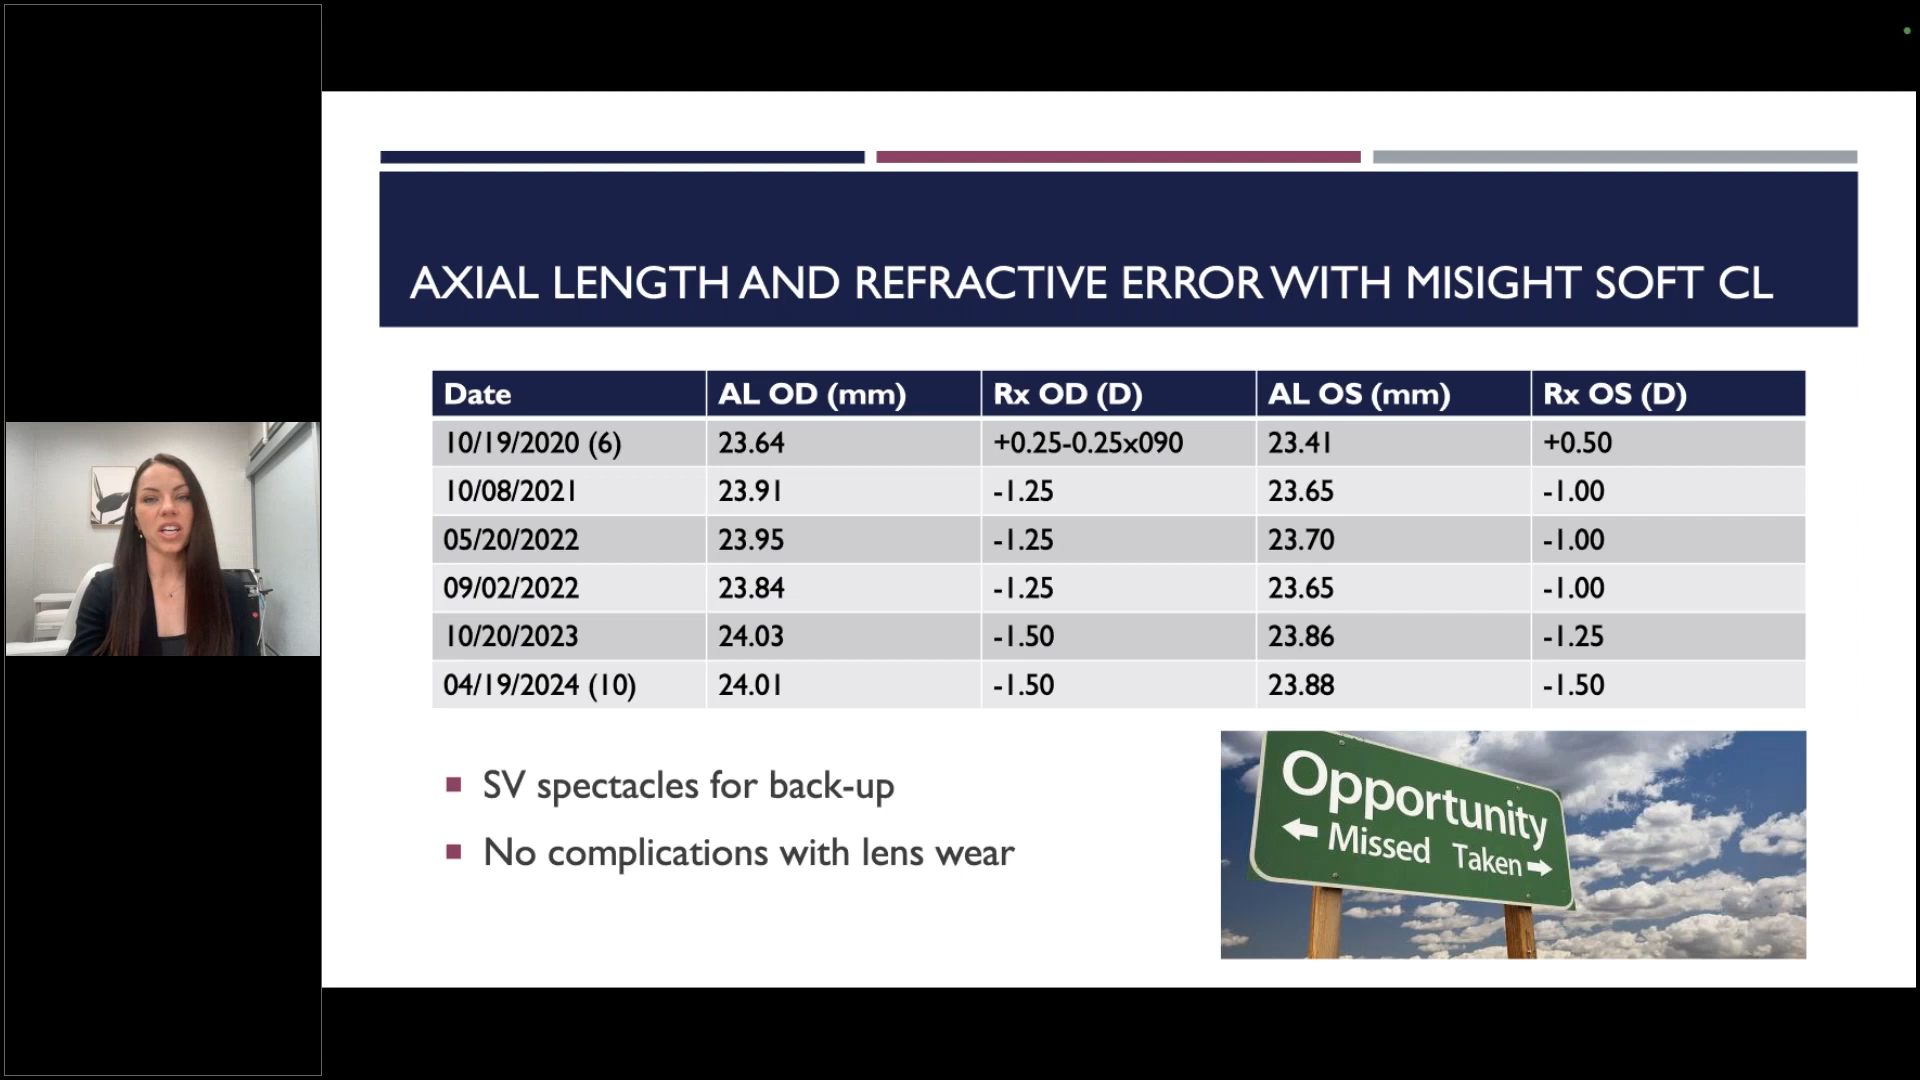 AXIAL LENGTH AND REFRACTIVE ERROR WITH MISIGHT SOFT CL
Date AL OD (mm) Rx OD (D) AL OS (mm) Rx OS (D)
10/19/2020 (6) 23.64 +0.25-0.25x090 23.41 +0.50
10/08/2021 23.91 -1.25 23.65 -1.00
05/20/2022 23.95 -1.25 23.70 -1.00
09/02/2022 23.84 -1.25 23.65 -1.00
10/20/2023 24.03 -1.50 23.86 -1.25
04/19/2024 (10) 24.01 -1.50 23.88 -1.50
SV spectacles for back-up
No complications with lens wear
Opportunity
Missed Taken